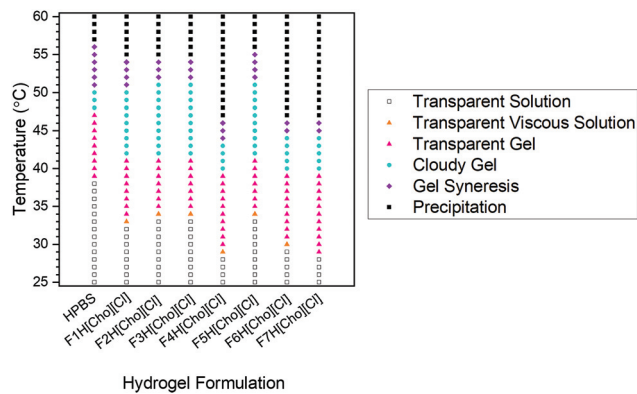 60
55
50
45
40
35
30
25
Temperature (°C)
HPBS
F1H[Cho][Cl]
F2H[Cho][Cl]
F3H[Cho][Cl]
F4H[Cho][Cl]
F5H[Cho][Cl]
F6H[Cho][Cl]
F7H[Cho][Cl]
Hydrogel Formulation
Transparent Solution
Transparent Viscous Solution
Transparent Gel
Cloudy Gel
Gel Syneresis
Precipitation